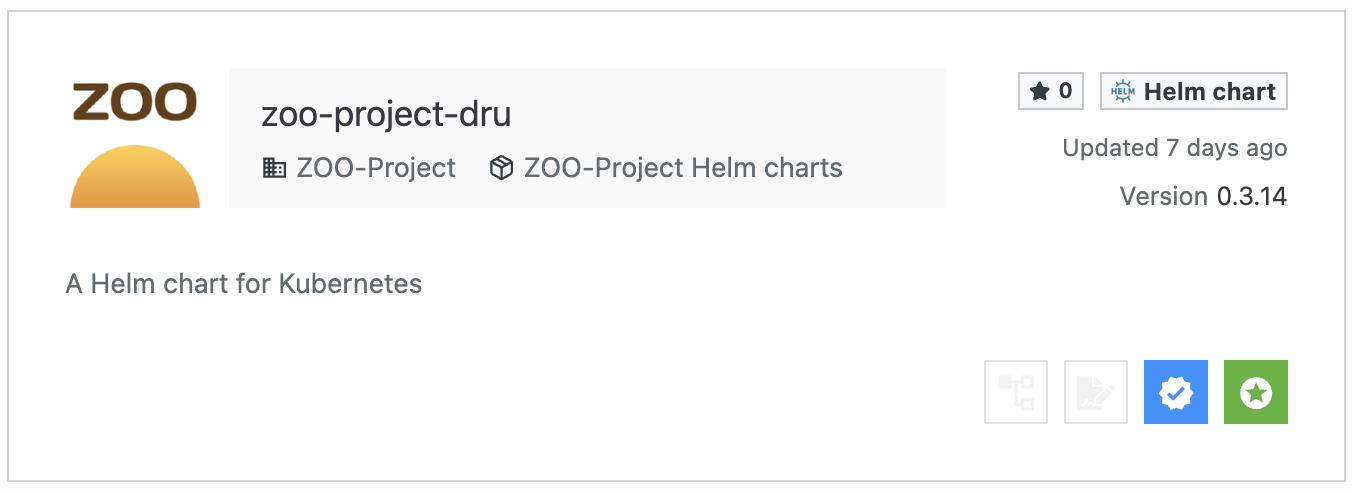 ZOO
zoo-project-dru
ZOO-Project ZOO-Project Helm charts
0
HELM Helm chart
Updated 7 days ago
Version 0.3.14
A Helm chart for Kubernetes